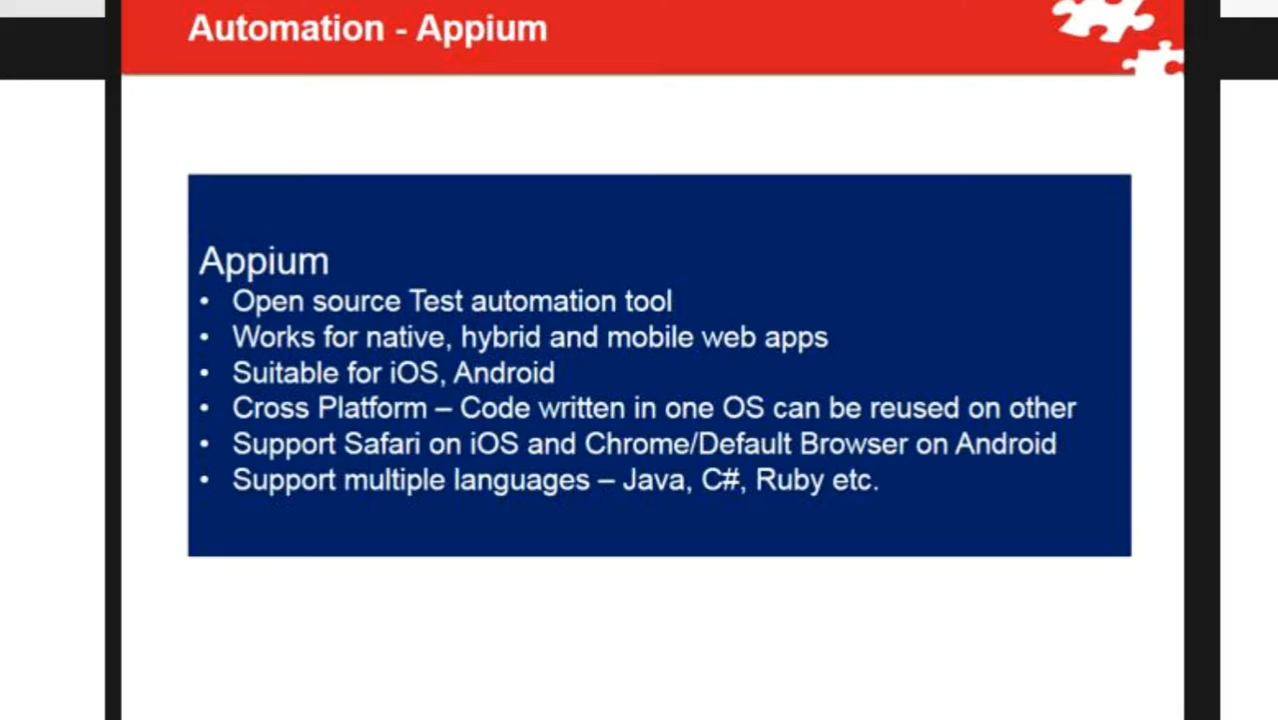 Automation - Appium
Appium
• Open source Test automation tool
• Works for native, hybrid and mobile web apps
• Suitable for iOS, Android
• Cross Platform – Code written in one OS can be reused on other
• Support Safari on iOS and Chrome/Default Browser on Android
• Support multiple languages – Java, C#, Ruby etc.